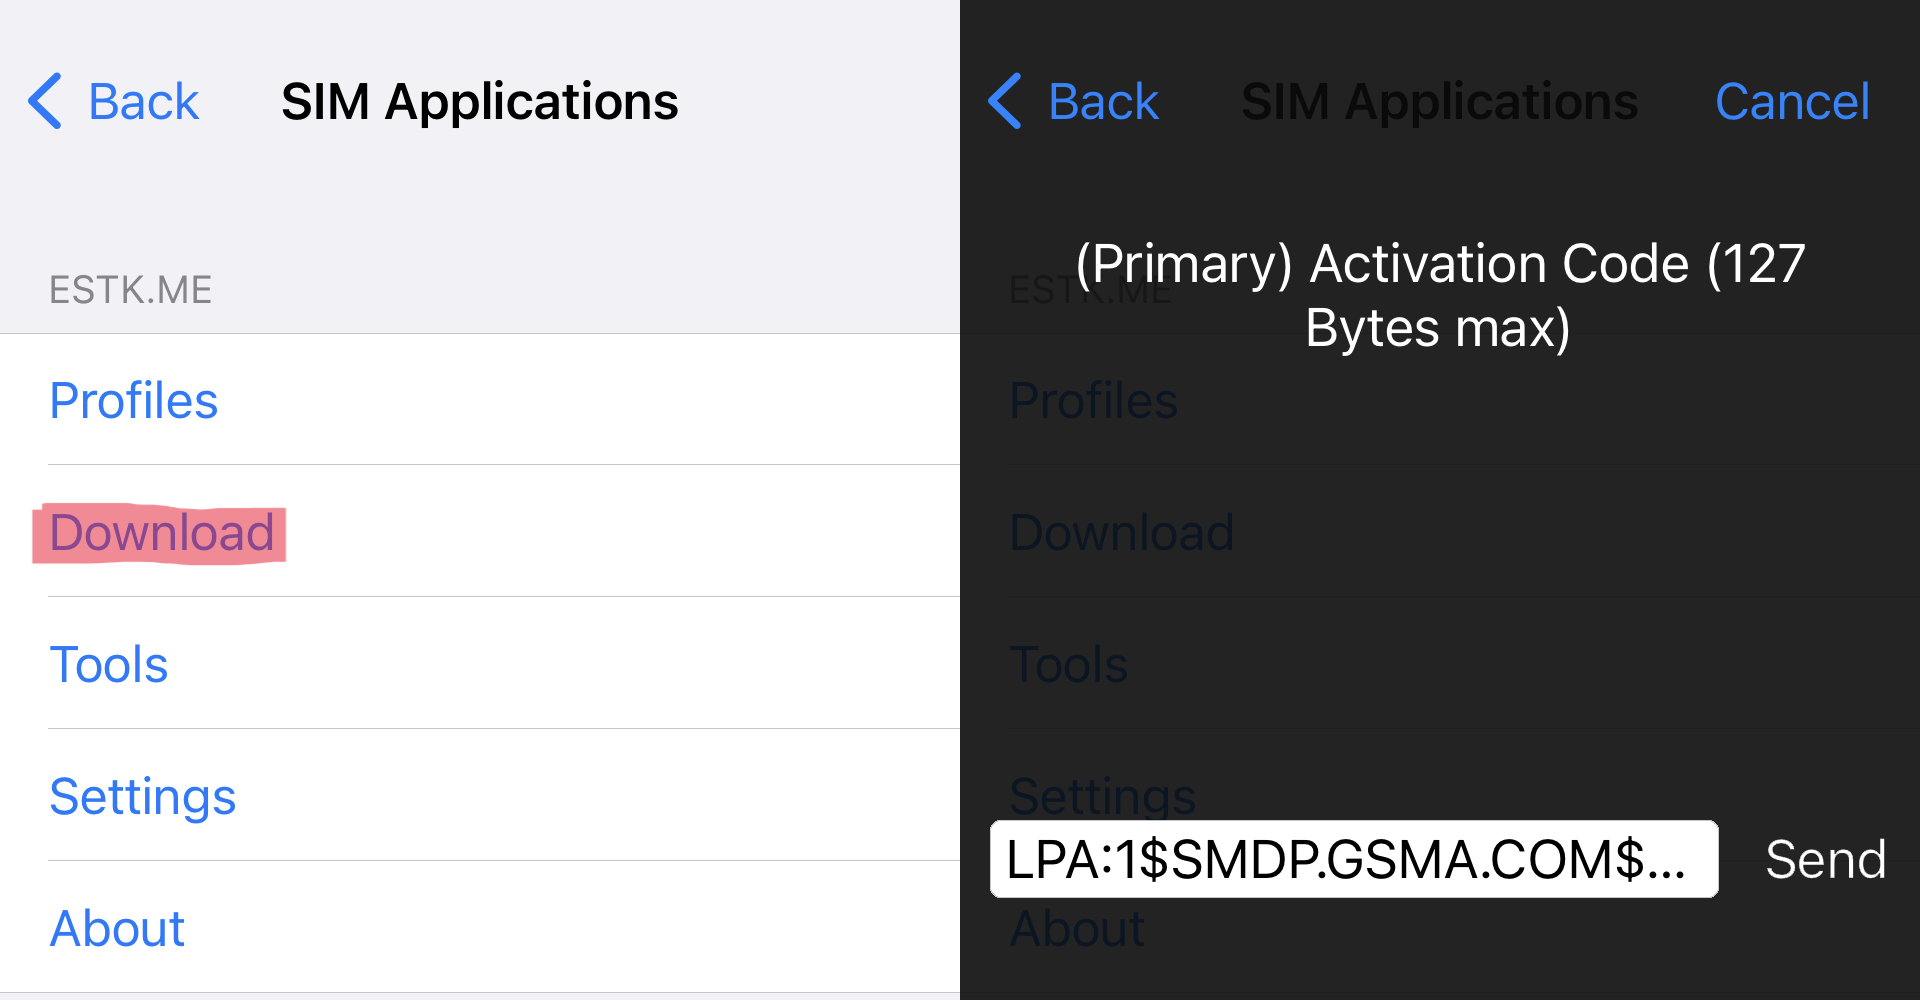 Back
SIM Applications
ESTK.ME
Profiles
Download
Tools
Settings
About
Back
SIM Applications
Cancel
(Primary) Activation Code (127
Bytes max)
ESTK.ME
Profiles
Download
Tools
Settings
LPA:1$SMDP.GSMA.COM$...
Send
About